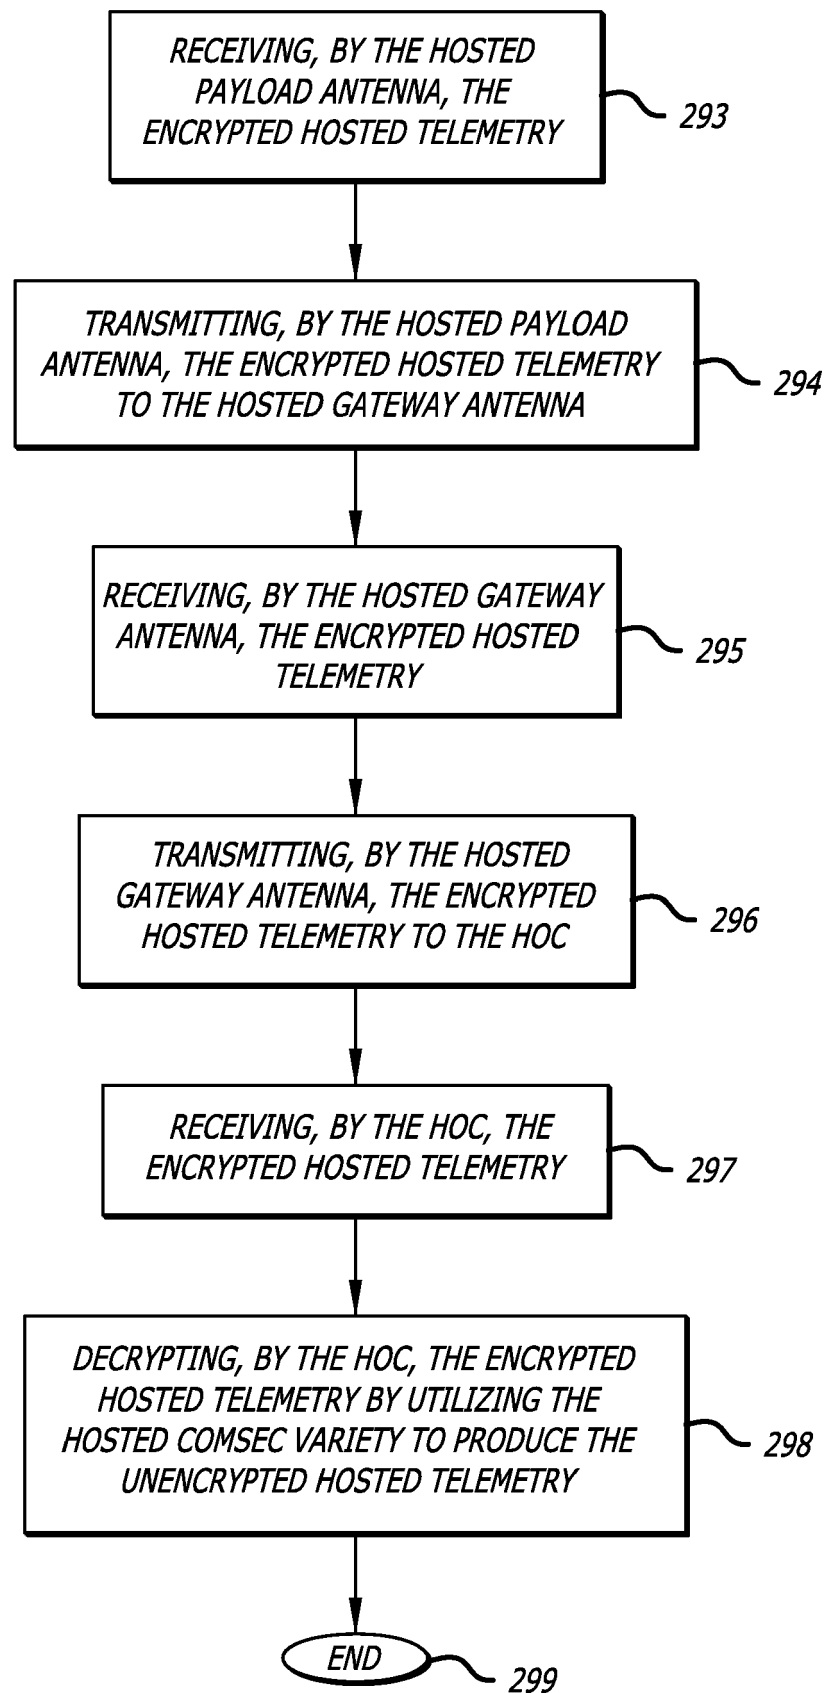 RECEIVING, BY THE HOSTED
PAYLOAD ANTENNA, THE
ENCRYPTED HOSTED TELEMETRY
293
TRANSMITTING, BY THE HOSTED PAYLOAD
ANTENNA, THE ENCRYPTED HOSTED TELEMETRY
TO THE HOSTED GATEWAY ANTENNA
294
RECEIVING, BY THE HOSTED GATEWAY
ANTENNA, THE ENCRYPTED HOSTED
TELEMETRY
295
TRANSMITTING, BY THE HOSTED
GATEWAY ANTENNA, THE ENCRYPTED
HOSTED TELEMETRY TO THE HOC
296
RECEIVING, BY THE HOC, THE
ENCRYPTED HOSTED TELEMETRY
297
DECRYPTING, BY THE HOC, THE ENCRYPTED
HOSTED TELEMETRY BY UTILIZING THE
HOSTED COMSEC VARIETY TO PRODUCE THE
UNENCRYPTED HOSTED TELEMETRY
298
END
299